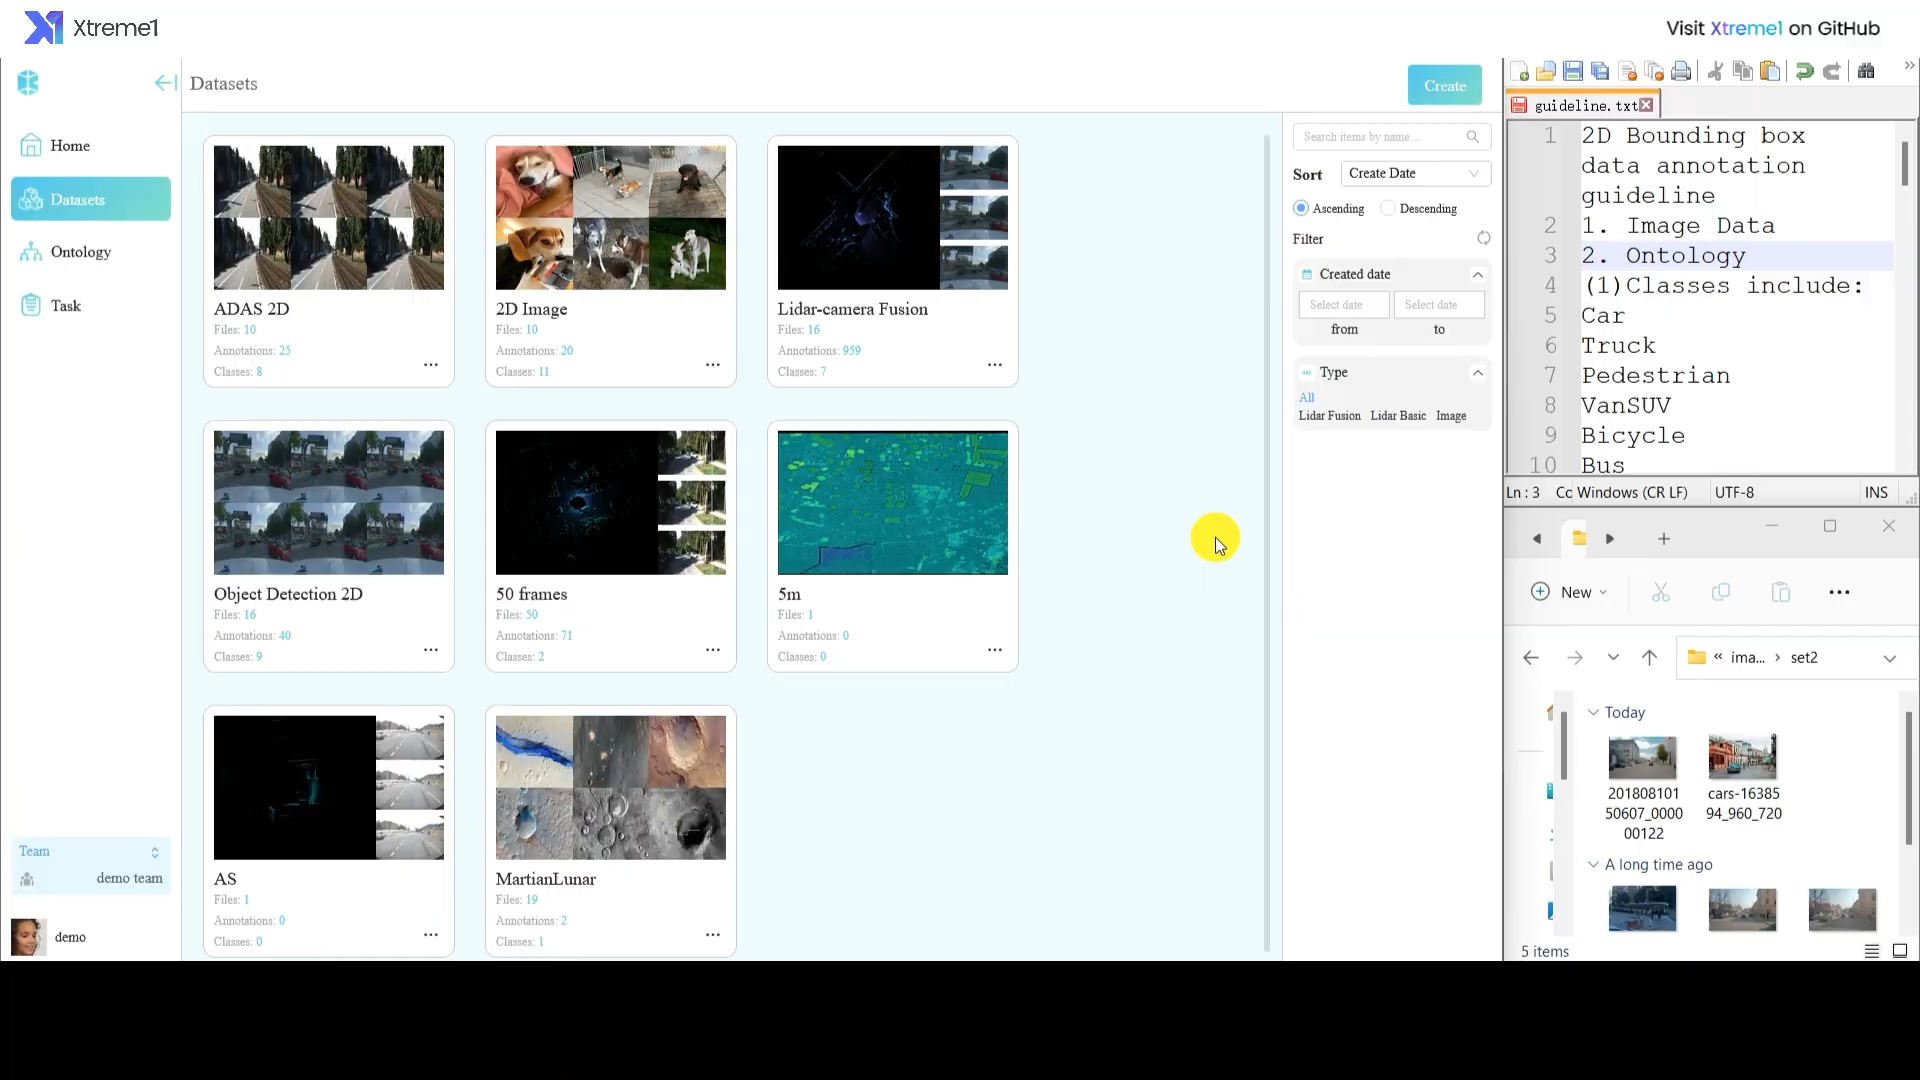 Xtreme1
Visit Xtreme1 on GitHub
Datasets
Create
Home
Datasets
Ontology
Task
Team
demo team
demo
ADAS 2D
Files: 10
Annotations: 25
Classes: 8
2D Image
Files: 10
Annotations: 20
Classes: 11
Lidar-camera Fusion
Files: 16
Annotations: 959
Classes: 7
Object Detection 2D
Files: 16
Annotations: 40
Classes: 9
50 frames
Files: 50
Annotations: 71
Classes: 2
5m
Files: 1
Annotations: 0
Classes: 0
AS
Files: 1
Annotations: 0
Classes: 0
MartianLunar
Files: 19
Annotations: 2
Classes: 1
Search items by name...
Sort Create Date
Ascending Descending
Filter
Created date
Select date Select date
from to
Type
All
Lidar Fusion Lidar Basic Image
guideline.txt
1 2D Bounding box
data annotation
guideline
2 1. Image Data
3 2. Ontology
4 (1)Classes include:
5 Car
6 Truck
7 Pedestrian
8 VanSUV
9 Bicycle
10 Bus
Ln : 3 Cc Windows (CR LF) UTF-8 INS
New
« ima... › set2
Today
201808101
50607_0000
00122
cars-16385
94_960_720
A long time ago
5 items